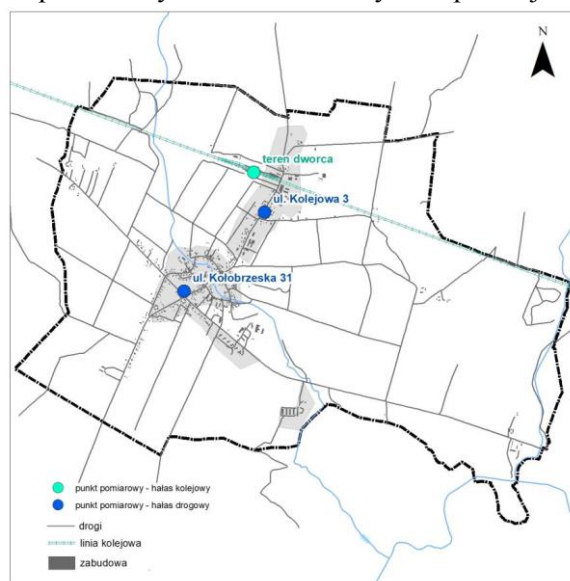 N
teren dworca
ul. Kolejowa 3
ul. Kołobrzeska 31
punkt pomiarowy - hałas kolejowy
punkt pomiarowy - hałas drogowy
drogi
linia kolejowa
zabudowa